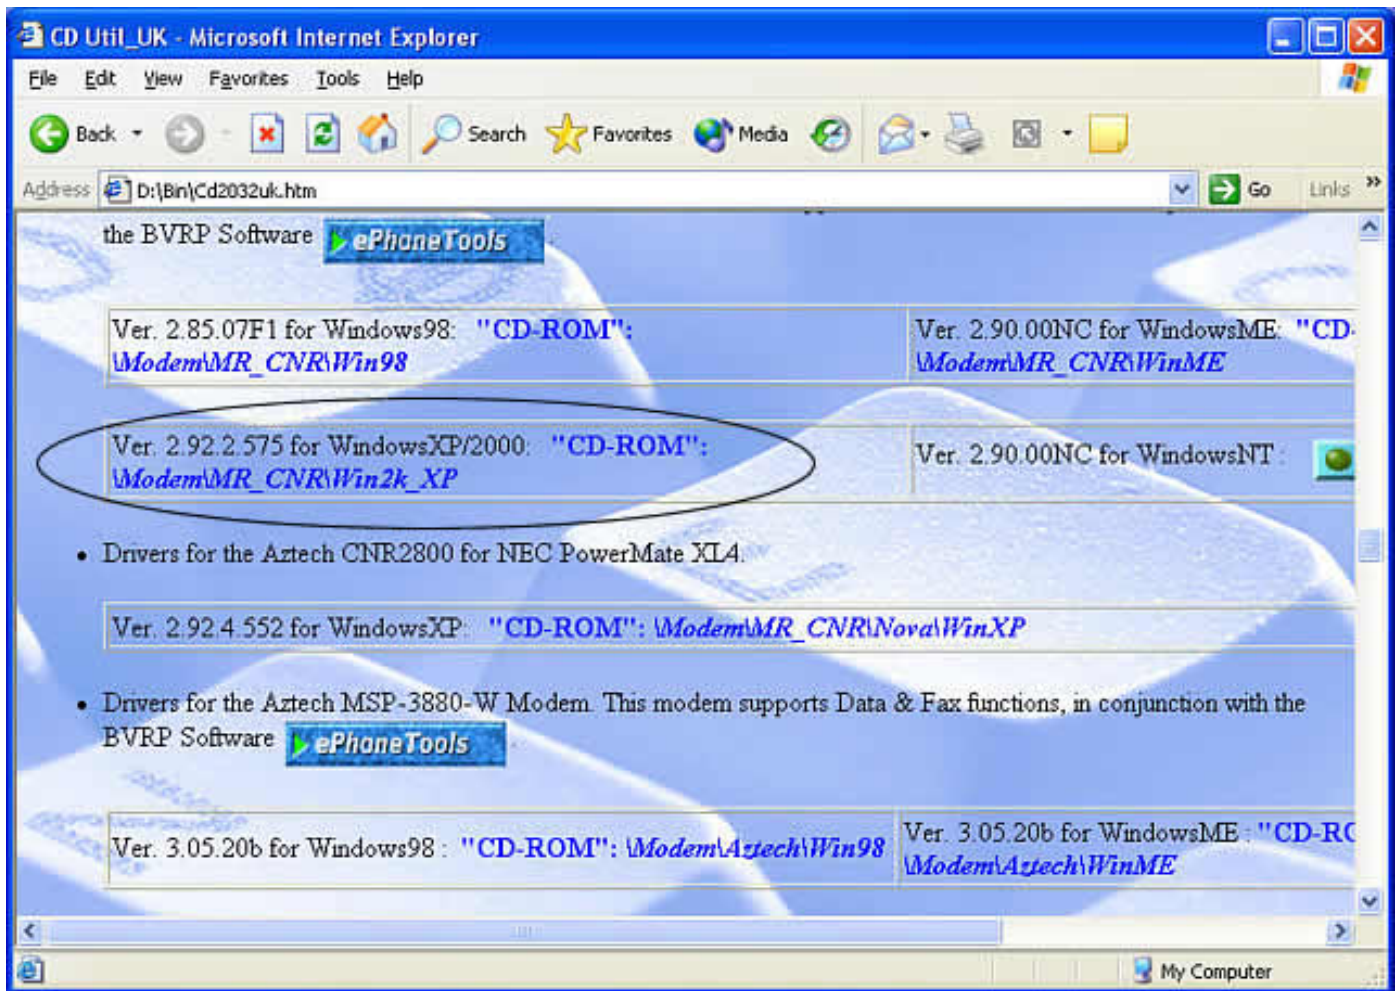 CD Util_UK - Microsoft Internet Explorer
File Edit View Favorites Tools Help
Back Search Favorites Media
Address D:\Bin\Cd2032uk.htm Go Links »
the BVRP Software ePhoneTools
Ver. 2.85.07F1 for Windows98: "CD-ROM":
\Modem\MR_CNR\Win98
Ver. 2.90.00NC for WindowsME: "CD-
\Modem\MR_CNR\WinME
Ver. 2.92.2.575 for WindowsXP/2000: "CD-ROM":
\Modem\MR_CNR\Win2k_XP
Ver. 2.90.00NC for WindowsNT :
• Drivers for the Aztech CNR2800 for NEC PowerMate XL4.
Ver. 2.92.4.552 for WindowsXP: "CD-ROM": \Modem\MR_CNR\Nova\WinXP
• Drivers for the Aztech MSP-3880-W Modem. This modem supports Data & Fax functions, in conjunction with the
BVRP Software ePhoneTools .
Ver. 3.05.20b for Windows98 : "CD-ROM": \Modem\Aztech\Win98
Ver. 3.05.20b for WindowsME : "CD-RO
\Modem\Aztech\WinME
My Computer